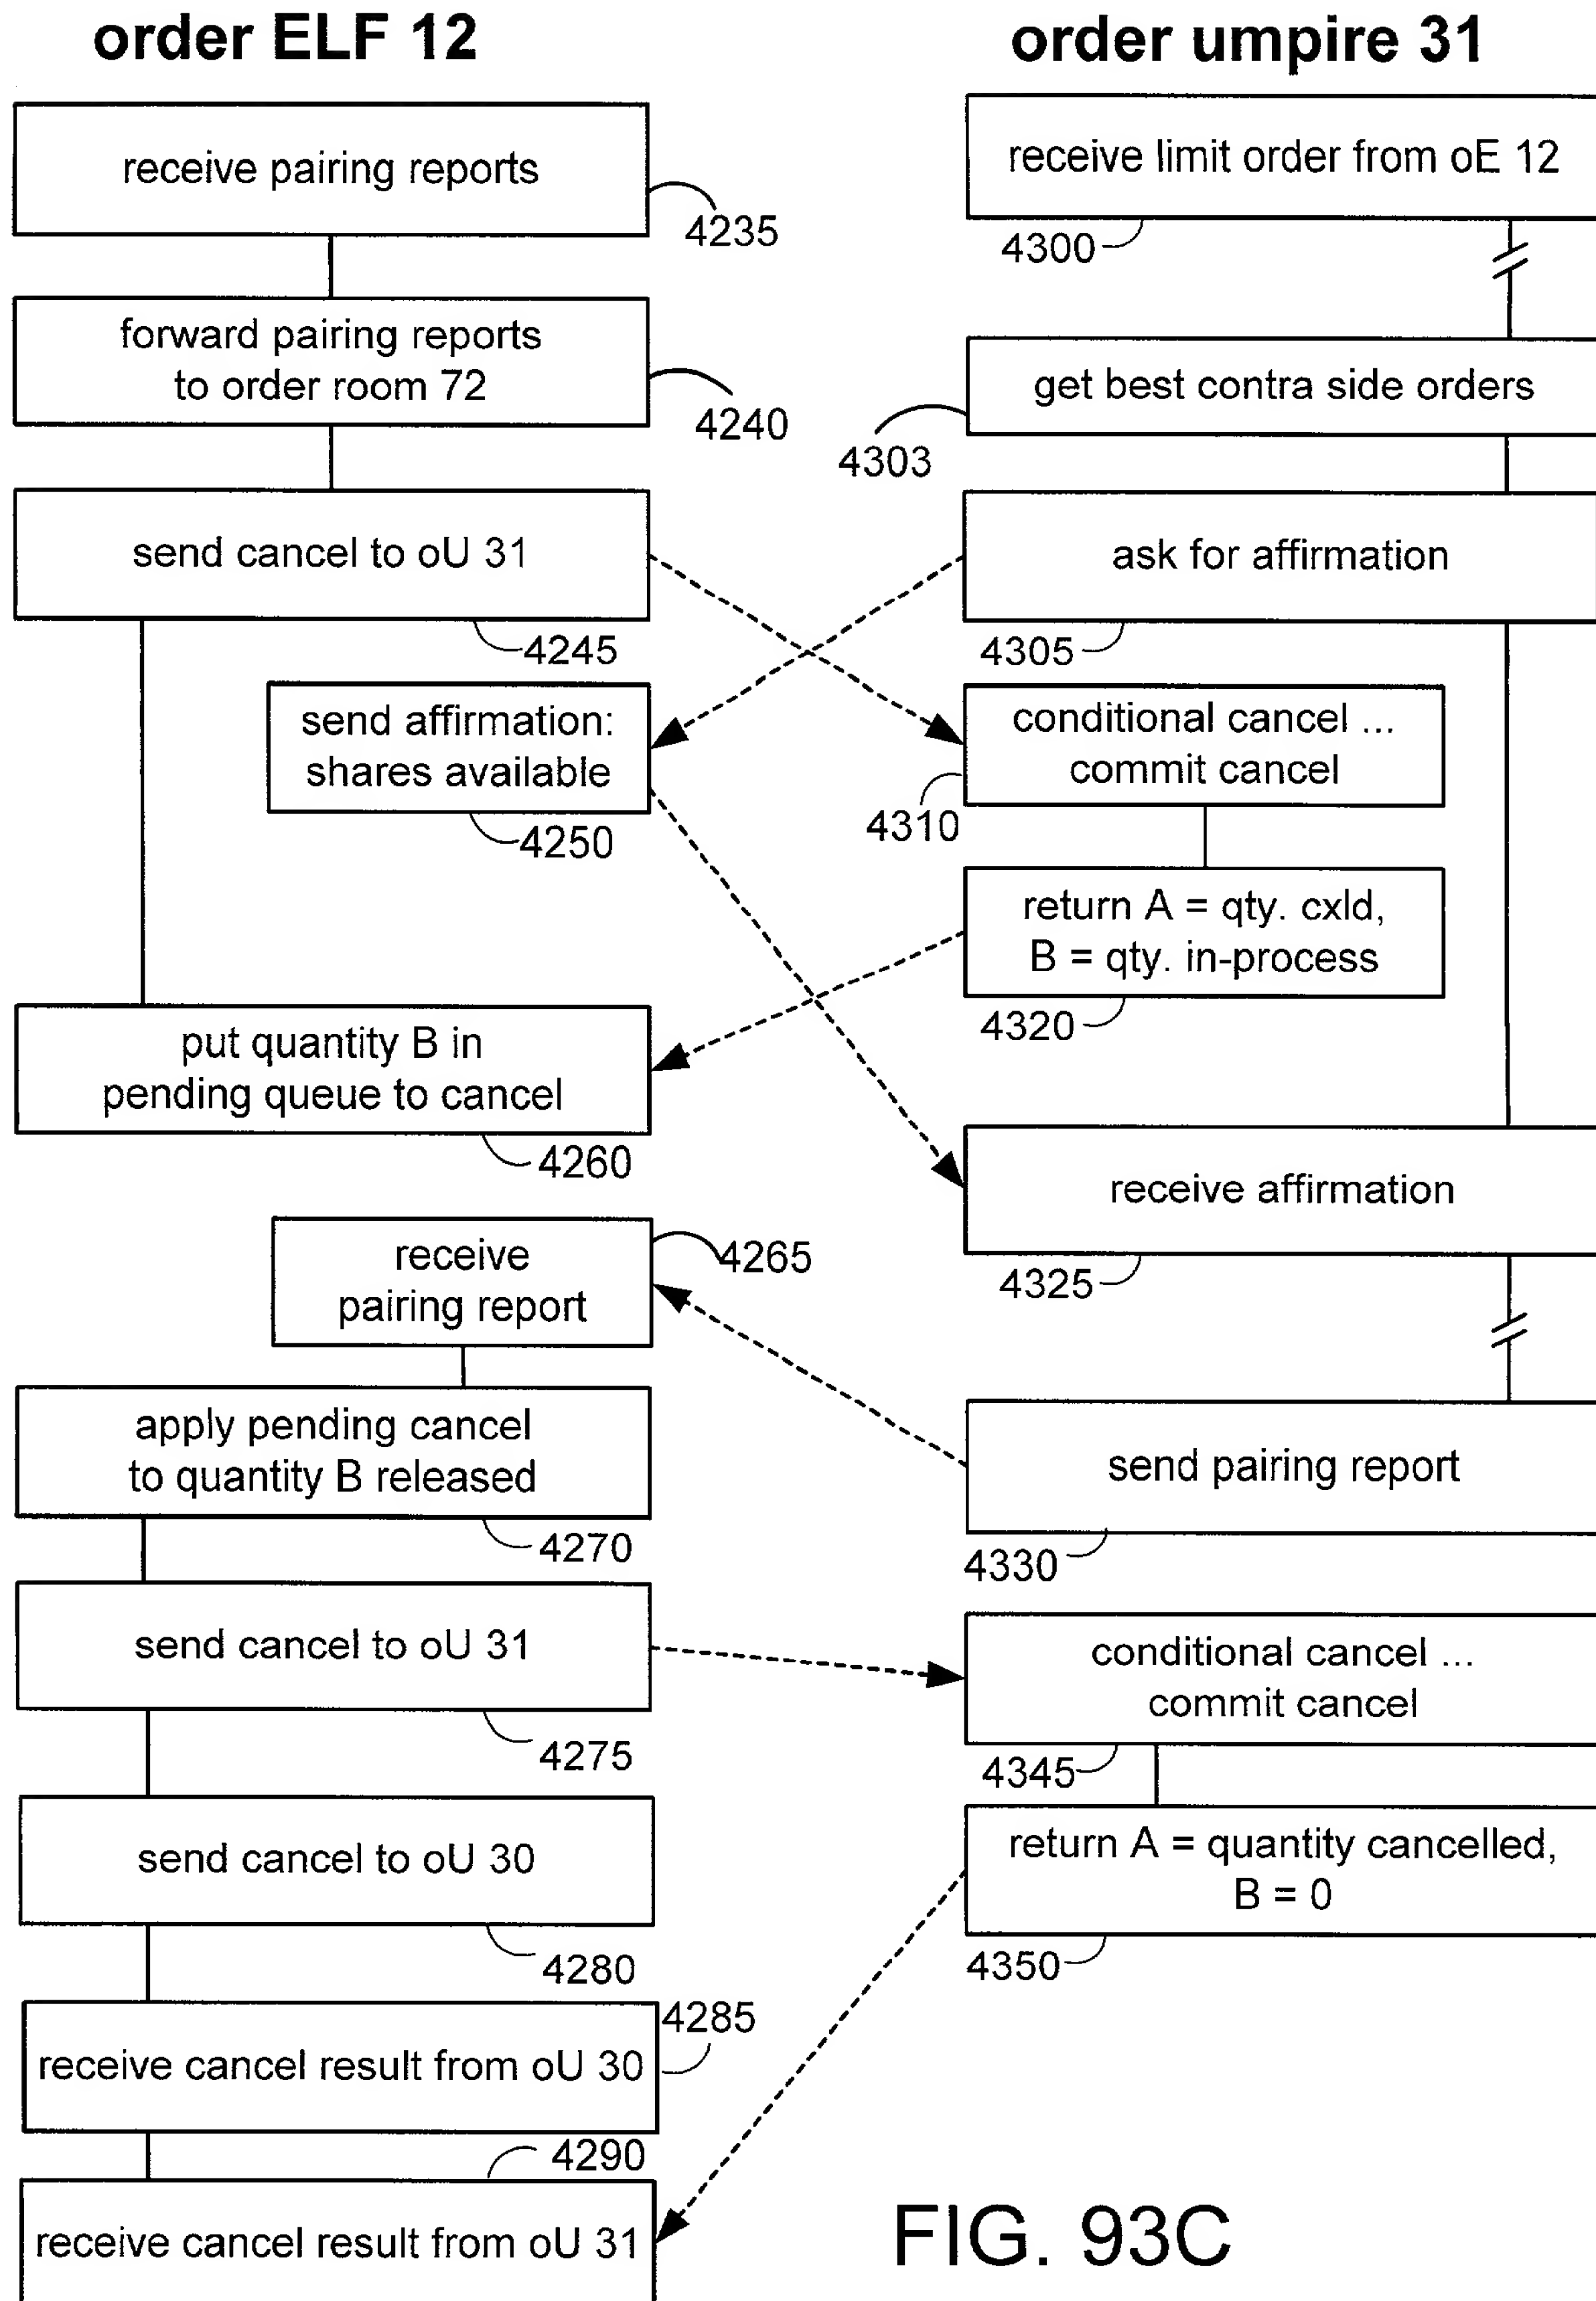 order ELF 12
order umpire 31
receive pairing reports
4235
receive limit order from oE 12
4300
forward pairing reports
to order room 72
4240
get best contra side orders
4303
send cancel to oU 31
4245
ask for affirmation
4305
send affirmation:
shares available
4250
conditional cancel ...
commit cancel
4310
return A = qty. cxld,
B = qty. in-process
4320
put quantity B in
pending queue to cancel
4260
receive affirmation
4325
receive
pairing report
4265
apply pending cancel
to quantity B released
4270
send pairing report
4330
send cancel to oU 31
4275
conditional cancel ...
commit cancel
4345
send cancel to oU 30
4280
return A = quantity cancelled,
B = 0
4350
receive cancel result from oU 30
4285
4290
receive cancel result from oU 31
FIG. 93C